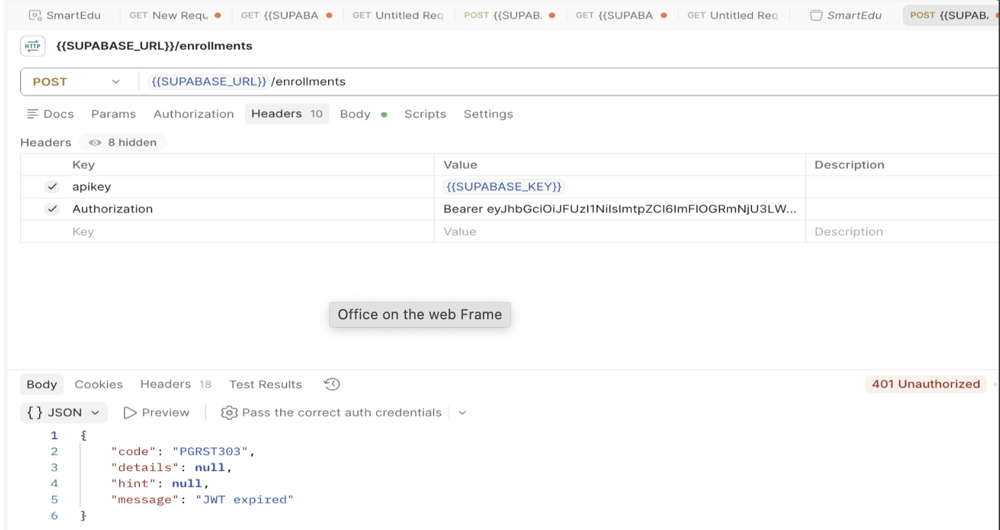 SmartEdu GET New Requ GET {{SUPABA GET Untitled Req POST {{SUPAB. GET {{SUPABA GET Untitled Req SmartEdu POST {{SUPAB.
HTTP {{SUPABASE_URL}}/enrollments
POST {{SUPABASE_URL}} /enrollments
Docs Params Authorization Headers 10 Body Scripts Settings
Headers 8 hidden
Key Value Description
apikey {{SUPABASE_KEY}}
Authorization Bearer eyJhbGciOiJFUzI1NiIsImtpZCI6ImFlOGRmNjU3LW...
Key Value Description
Office on the web Frame
Body Cookies Headers 18 Test Results 401 Unauthorized
{ } JSON Preview Pass the correct auth credentials
1 {
2 "code": "PGRST303",
3 "details": null,
4 "hint": null,
5 "message": "JWT expired"
6 }